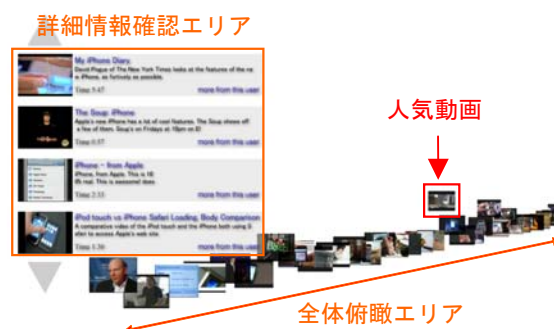 詳細情報確認エリア
My iPhone Diary.
David Pogue of The New York Times looks at the features of the ne
w iPhone, as furtively as possible.
Time 5:47 more from this user
The Soup: iPhone
Apple's new iPhone has a lot of cool features. The Soup shows off
a few of them. Soup's on Fridays at 10pm on E!
Time 0:57 more from this user
iPhone - from Apple.
iPhone, from Apple. This is
real. This is awesome! dees
Time 2:33 more from this user
iPod touch vs iPhone Safari Loading, Body Comparison
A comparative video of the iPod touch and the iPhone both using S
afari to access Apple's web site.
Time 1:36 more from this user
人気動画
全体俯瞰エリア